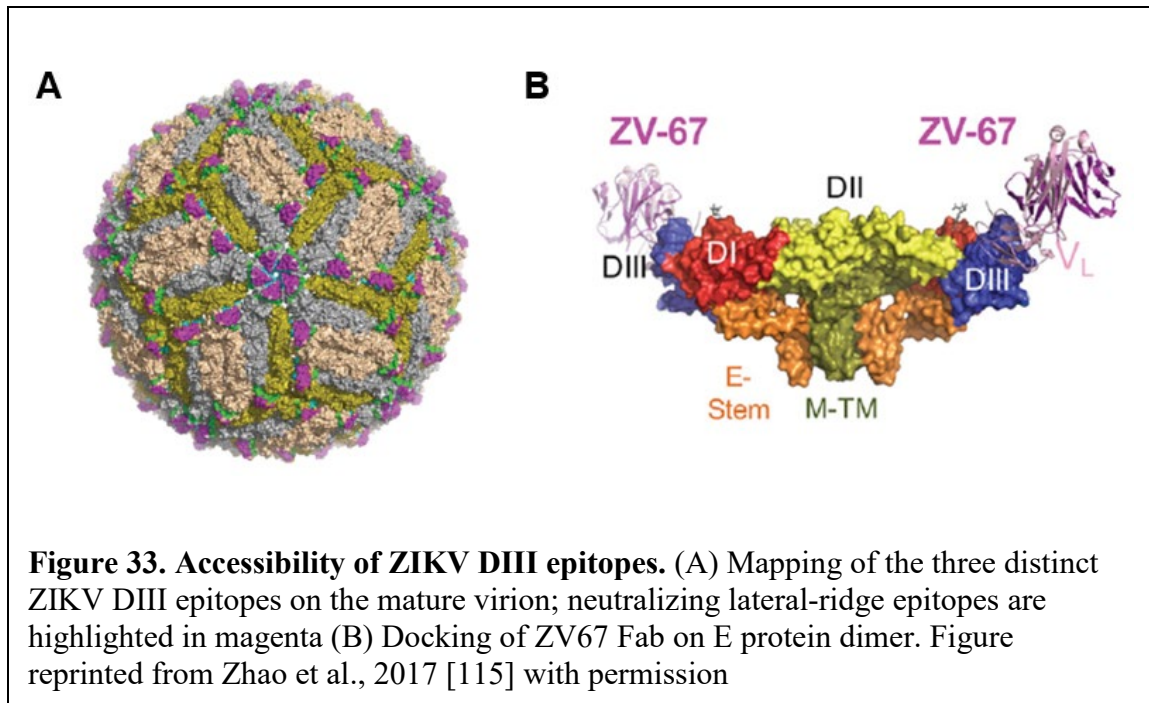 A
B
ZV-67
ZV-67
DII
DI
DIII
DIII
VL
E-
Stem
M-TM
Figure 33. Accessibility of ZIKV DIII epitopes. (A) Mapping of the three distinct
ZIKV DIII epitopes on the mature virion; neutralizing lateral-ridge epitopes are
highlighted in magenta (B) Docking of ZV67 Fab on E protein dimer. Figure
reprinted from Zhao et al., 2017 [115] with permission